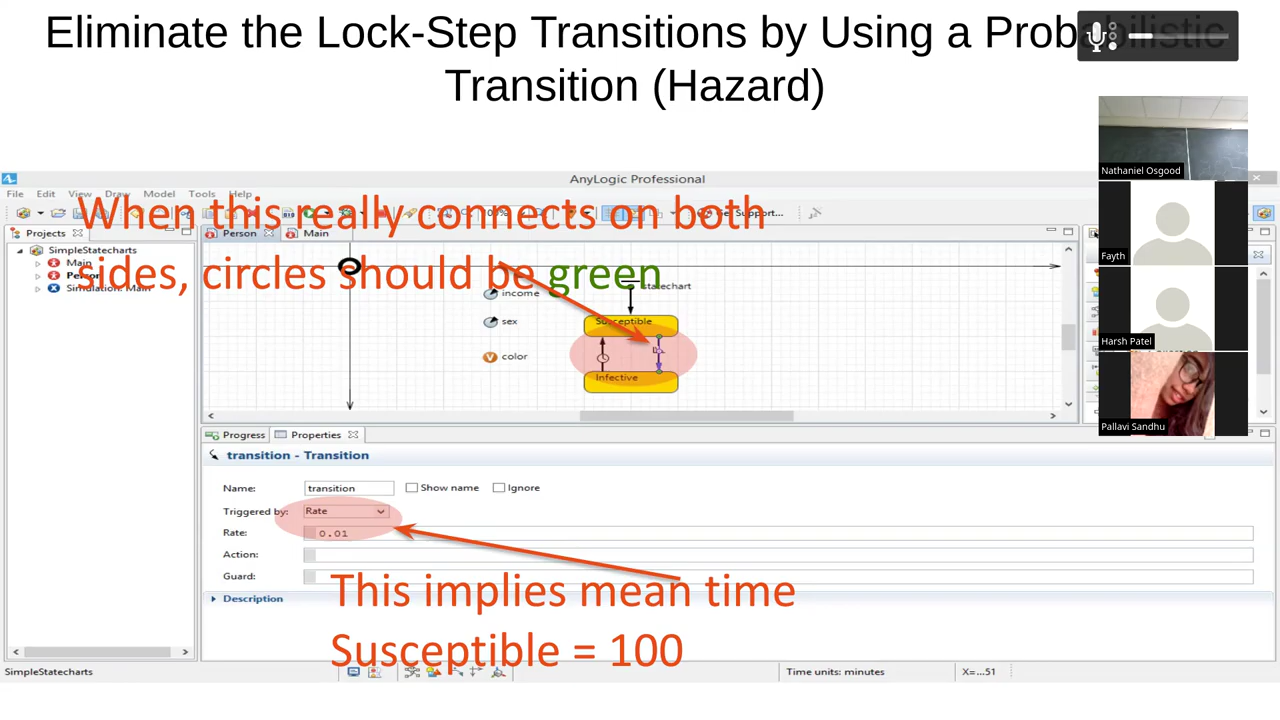 Eliminate the Lock-Step Transitions by Using a Probabilistic
Transition (Hazard)
Nathaniel Osgood
Fayth
Harsh Patel
Pallavi Sandhu
AnyLogic Professional
File Edit View Draw Model Tools Help
When this really connects on both
sides, circles should be green
Get Support...
Projects
Person
Main
SimpleStatecharts
Main
Person
Simulation: Main
income
sex
color
statechart
Susceptible
Infective
Progress
Properties
transition - Transition
Name: transition Show name Ignore
Triggered by: Rate
Rate: 0.01
Action:
Guard:
Description
This implies mean time
Susceptible = 100
SimpleStatecharts
Time units: minutes
X=...51